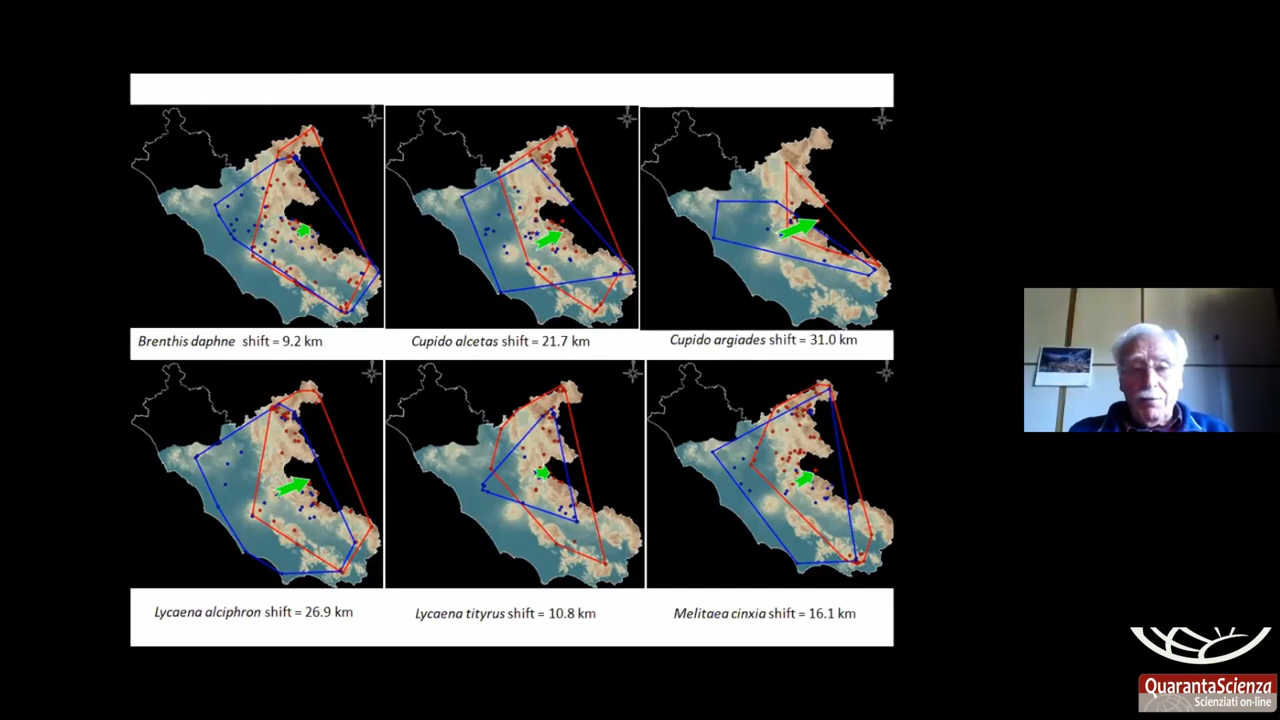 Brenthis daphne shift = 9.2 km
Cupido alcetas shift = 21.7 km
Cupido argiades shift = 31.0 km
Lycaena alciphron shift = 26.9 km
Lycaena tityrus shift = 10.8 km
Melitaea cinxia shift = 16.1 km
QuarantaScienza
Scienziati on-line